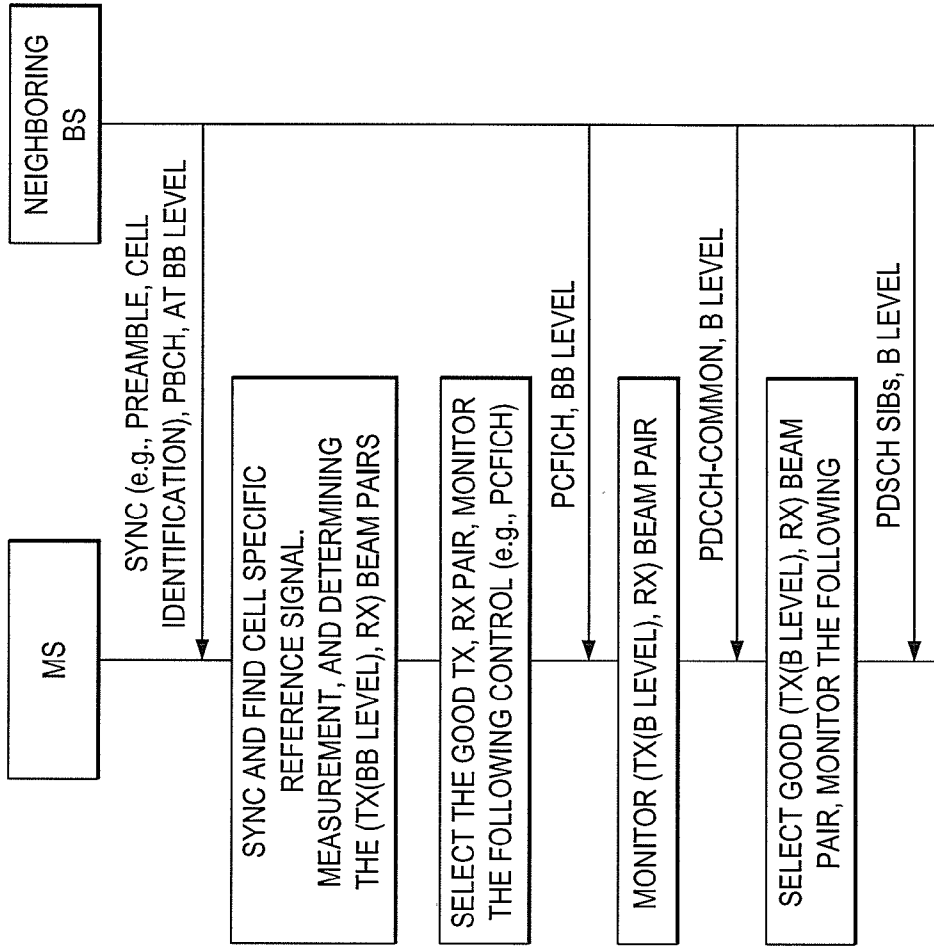 MS
NEIGHBORING
BS
SYNC (e.g., PREAMBLE, CELL
IDENTIFICATION), PBCH, AT BB LEVEL
SYNC AND FIND CELL SPECIFIC
REFERENCE SIGNAL.
MEASUREMENT, AND DETERMINING
THE (TX(BB LEVEL), RX) BEAM PAIRS
SELECT THE GOOD TX, RX PAIR, MONITOR
THE FOLLOWING CONTROL (e.g., PCFICH)
PCFICH, BB LEVEL
MONITOR (TX(B LEVEL), RX) BEAM PAIR
PDCCH-COMMON, B LEVEL
SELECT GOOD (TX(B LEVEL), RX) BEAM
PAIR, MONITOR THE FOLLOWING
PDSCH SIBs, B LEVEL